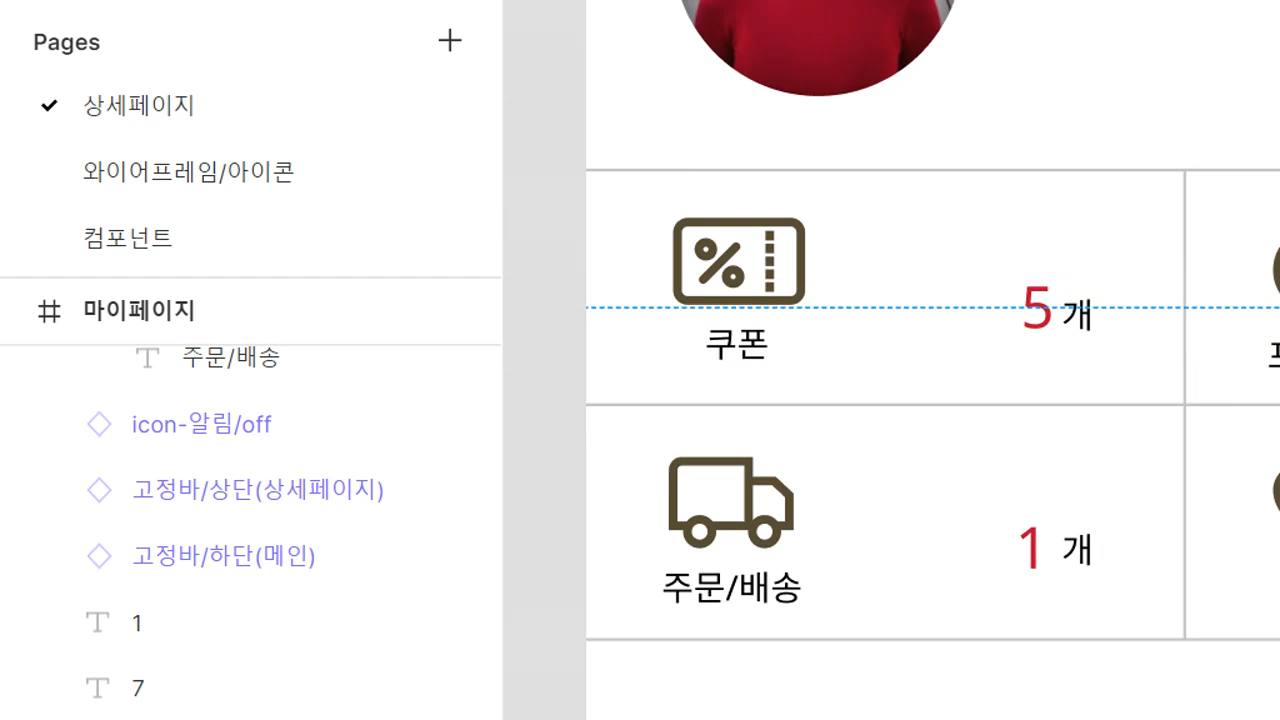 Pages
상세페이지
와이어프레임/아이콘
컴포넌트
마이페이지
주문/배송
icon-알림/off
고정바/상단(상세페이지)
고정바/하단(메인)
1
7
5 개
쿠폰
1 개
주문/배송